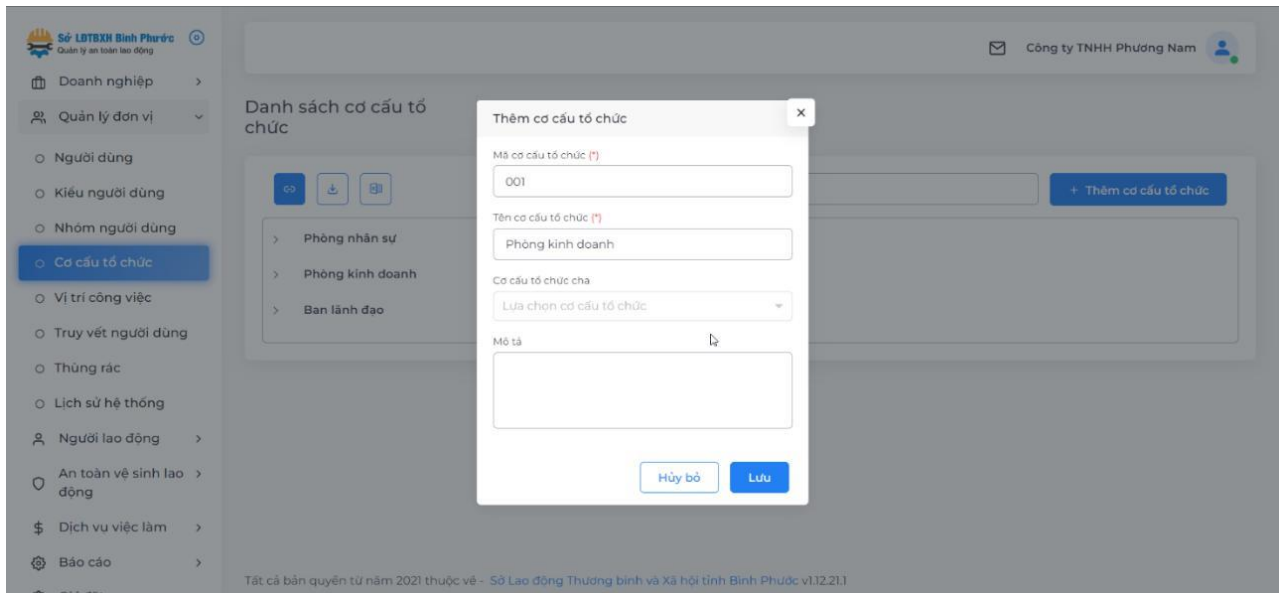 Sở LĐTBXH Bình Phước
Quản lý an toàn lao động
Doanh nghiệp
Quản lý đơn vị
Người dùng
Kiểu người dùng
Nhóm người dùng
Cơ cấu tổ chức
Vị trí công việc
Truy vết người dùng
Thùng rác
Lịch sử hệ thống
Người lao động
An toàn vệ sinh lao
động
Dịch vụ việc làm
Báo cáo
Công ty TNHH Phương Nam
Danh sách cơ cấu tổ
chức
+ Thêm cơ cấu tổ chức
Phòng nhân sự
Phòng kinh doanh
Ban lãnh đạo
Thêm cơ cấu tổ chức
Mã cơ cấu tổ chức (*)
001
Tên cơ cấu tổ chức (*)
Phòng kinh doanh
Cơ cấu tổ chức cha
Lựa chọn cơ cấu tổ chức
Mô tả
Hủy bỏ
Lưu
Tất cả bản quyền từ năm 2021 thuộc về - Sở Lao động Thương binh và Xã hội tỉnh Bình Phước v1.12.21.1